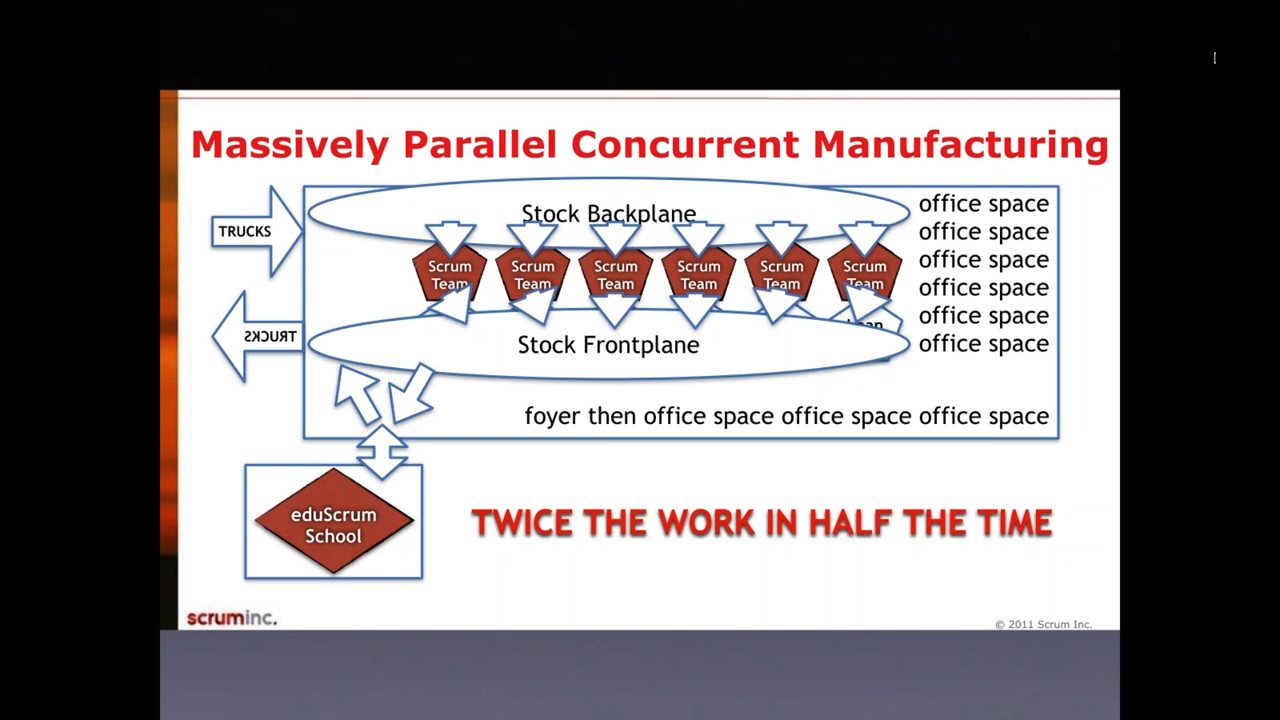 Massively Parallel Concurrent Manufacturing
Stock Backplane
office space
office space
office space
office space
office space
office space
TRUCKS
Scrum
Team
Scrum
Team
Scrum
Team
Scrum
Team
Scrum
Team
Scrum
Team
TRUCKS
Stock Frontplane
foyer then office space office space office space
eduScrum
School
TWICE THE WORK IN HALF THE TIME
scruminc.
© 2011 Scrum Inc.